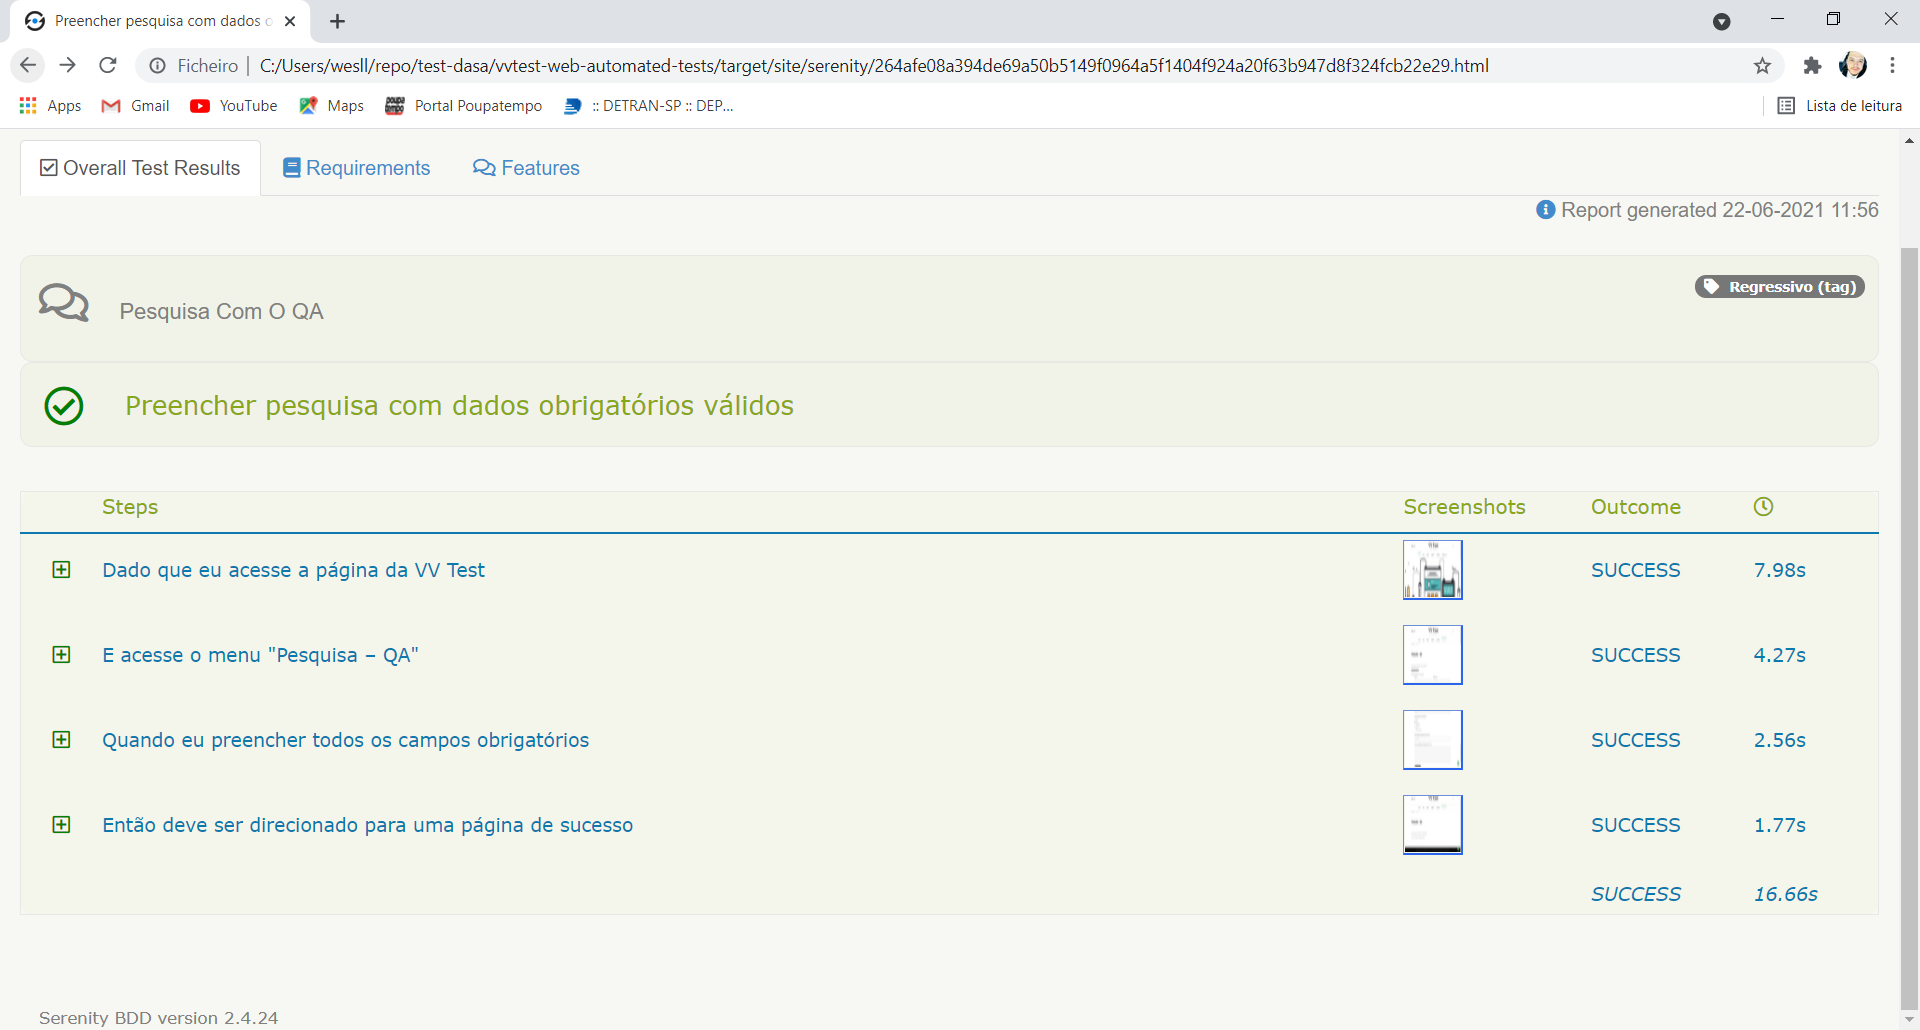 Preencher pesquisa com dados o
Ficheiro
C:/Users/wesll/repo/test-dasa/vvtest-web-automated-tests/target/site/serenity/264afe08a394de69a50b5149f0964a5f1404f924a20f63b947d8f324fcb22e29.html
Apps Gmail YouTube Maps Portal Poupatempo :: DETRAN-SP :: DEP... Lista de leitura
Overall Test Results Requirements Features
Report generated 22-06-2021 11:56
Regressivo (tag)
Pesquisa Com O QA
Preencher pesquisa com dados obrigatórios válidos
Steps Screenshots Outcome
Dado que eu acesse a página da VV Test SUCCESS 7.98s
E acesse o menu "Pesquisa – QA" SUCCESS 4.27s
Quando eu preencher todos os campos obrigatórios SUCCESS 2.56s
Então deve ser direcionado para uma página de sucesso SUCCESS 1.77s
SUCCESS 16.66s
Serenity BDD version 2.4.24